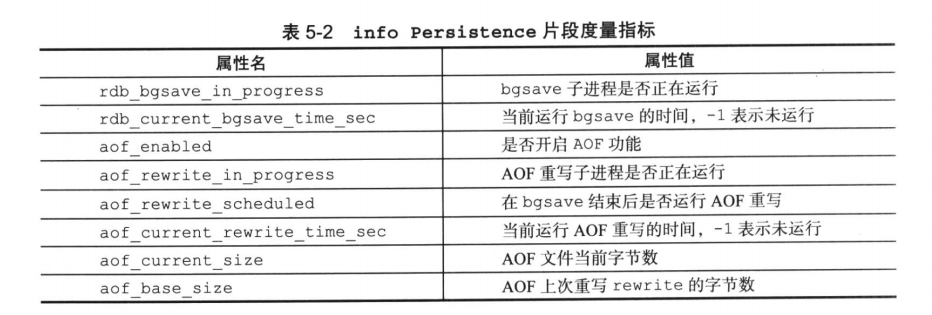 表 5-2 info Persistence 片段度量指标
属性名 属性值
rdb_bgsave_in_progress bgsave 子进程是否正在运行
rdb_current_bgsave_time_sec 当前运行 bgsave 的时间，-1 表示未运行
aof_enabled 是否开启 AOF 功能
aof_rewrite_in_progress AOF 重写子进程是否正在运行
aof_rewrite_scheduled 在 bgsave 结束后是否运行 AOF 重写
aof_current_rewrite_time_sec 当前运行 AOF 重写的时间，-1 表示未运行
aof_current_size AOF 文件当前字节数
aof_base_size AOF 上次重写 rewrite 的字节数